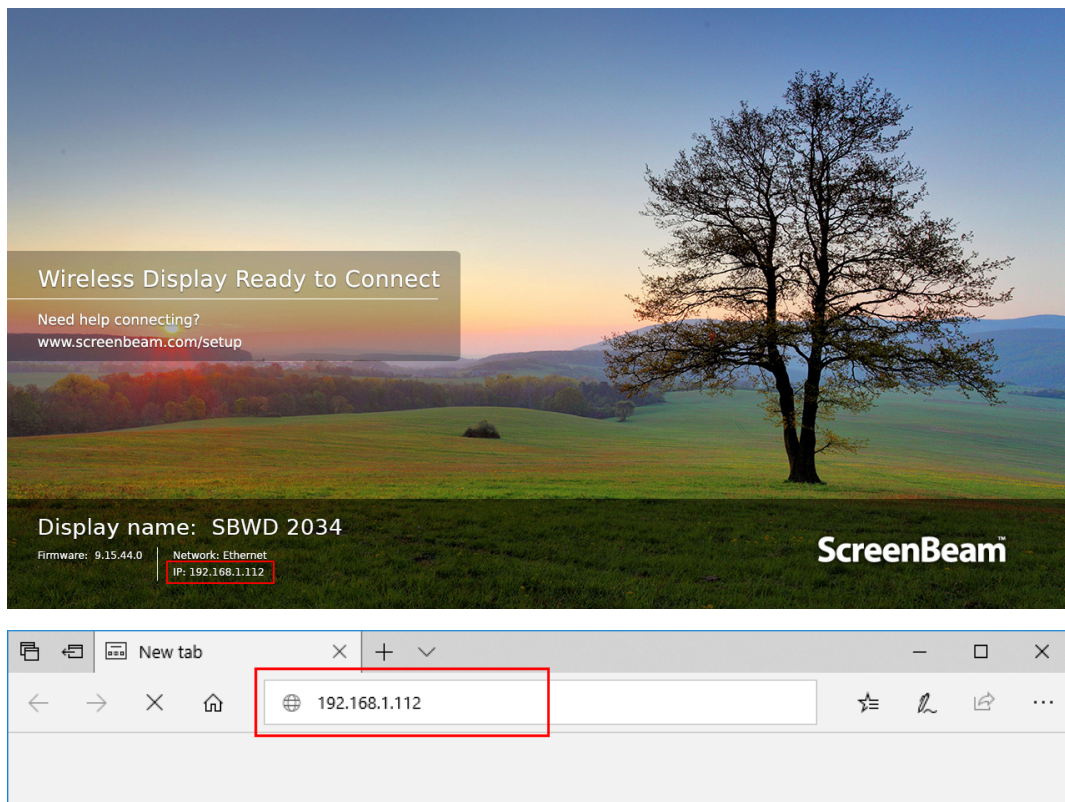 Wireless Display Ready to Connect
Need help connecting?
www.screenbeam.com/setup
Display name: SBWD 2034
Firmware: 9.15.44.0
Network: Ethernet
IP: 192.168.1.112
ScreenBeam™
New tab
192.168.1.112